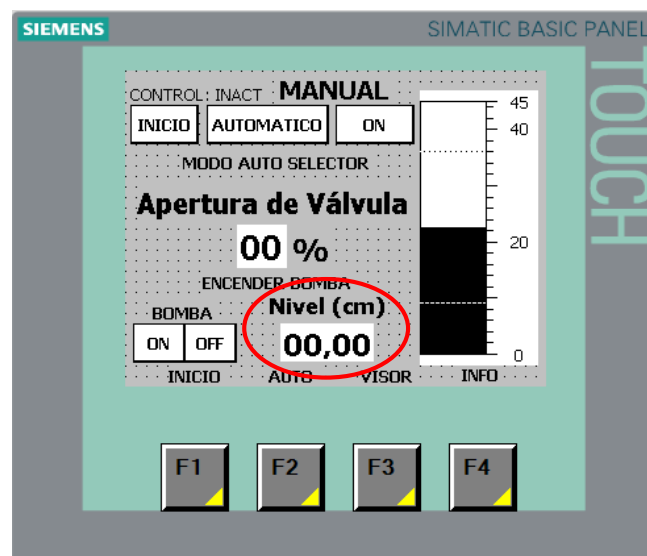 SIEMENS
SIMATIC BASIC PANEL
TOUCH
CONTROL: INACT MANUAL
INICIO AUTOMATICO ON
MODO AUTO SELECTOR
Apertura de Válvula
00 %
ENCENDER BOMBA
BOMBA
Nivel (cm)
ON OFF
00,00
45
40
20
0
INICIO AUTO VISOR INFO
F1 F2 F3 F4